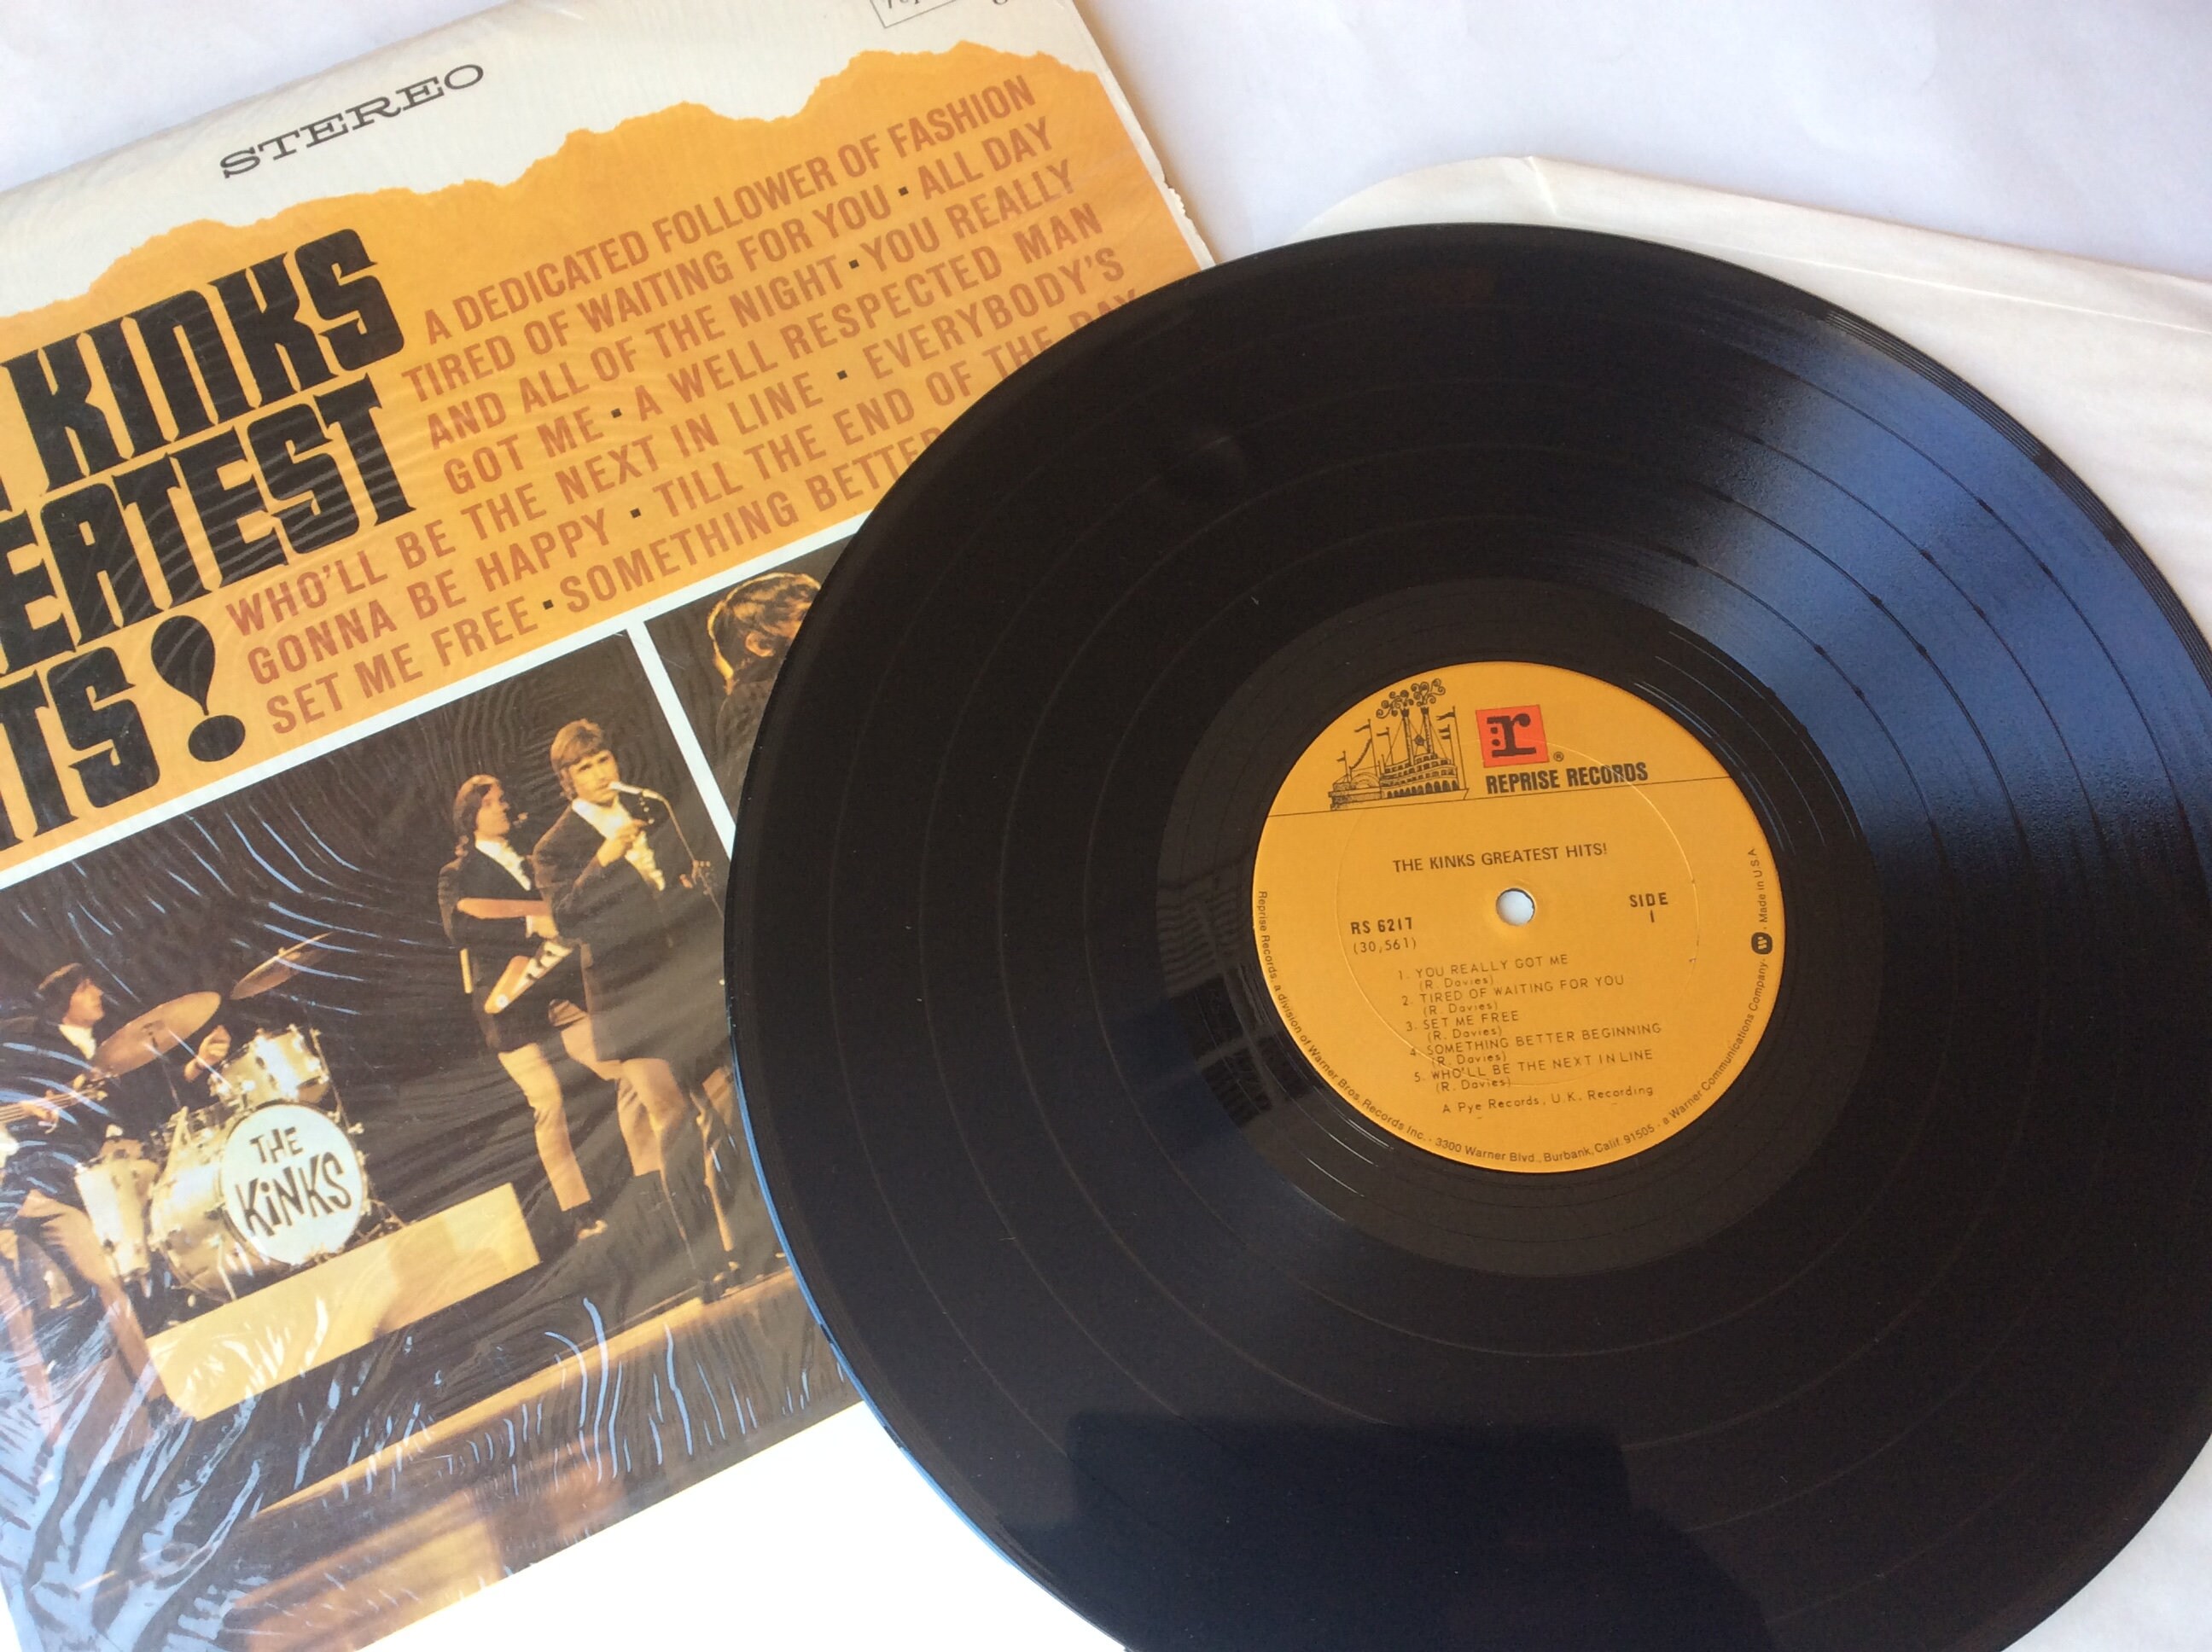 STEREO
KINKS
A DEDICATED FOLLOWER OF FASHION
TIRED OF WAITING FOR YOU · ALL DAY
AND ALL OF THE NIGHT · YOU REALLY
GOT ME · A WELL RESPECTED MAN
WHO'LL BE THE NEXT IN LINE · EVERYBODY'S
GONNA BE HAPPY · TILL THE END OF THE DAY
SET ME FREE · SOMETHING BETTER
EATEST
ITS!
THE
KiNKS
r
®
REPRISE RECORDS
THE KINKS GREATEST HITS!
RS 6217
(30,561)
SIDE
1
1. YOU REALLY GOT ME
(R. Davies)
2. TIRED OF WAITING FOR YOU
(R. Davies)
3. SET ME FREE
(R. Davies)
4. SOMETHING BETTER BEGINNING
(R. Davies)
5. WHO'LL BE THE NEXT IN LINE
(R. Davies)
A Pye Records, U.K. Recording
Reprise Records, a division of Warner Bros. Records Inc. · 3300 Warner Blvd., Burbank, Calif. 91505 · a Warner Communications Company · W · Made in U.S.A.